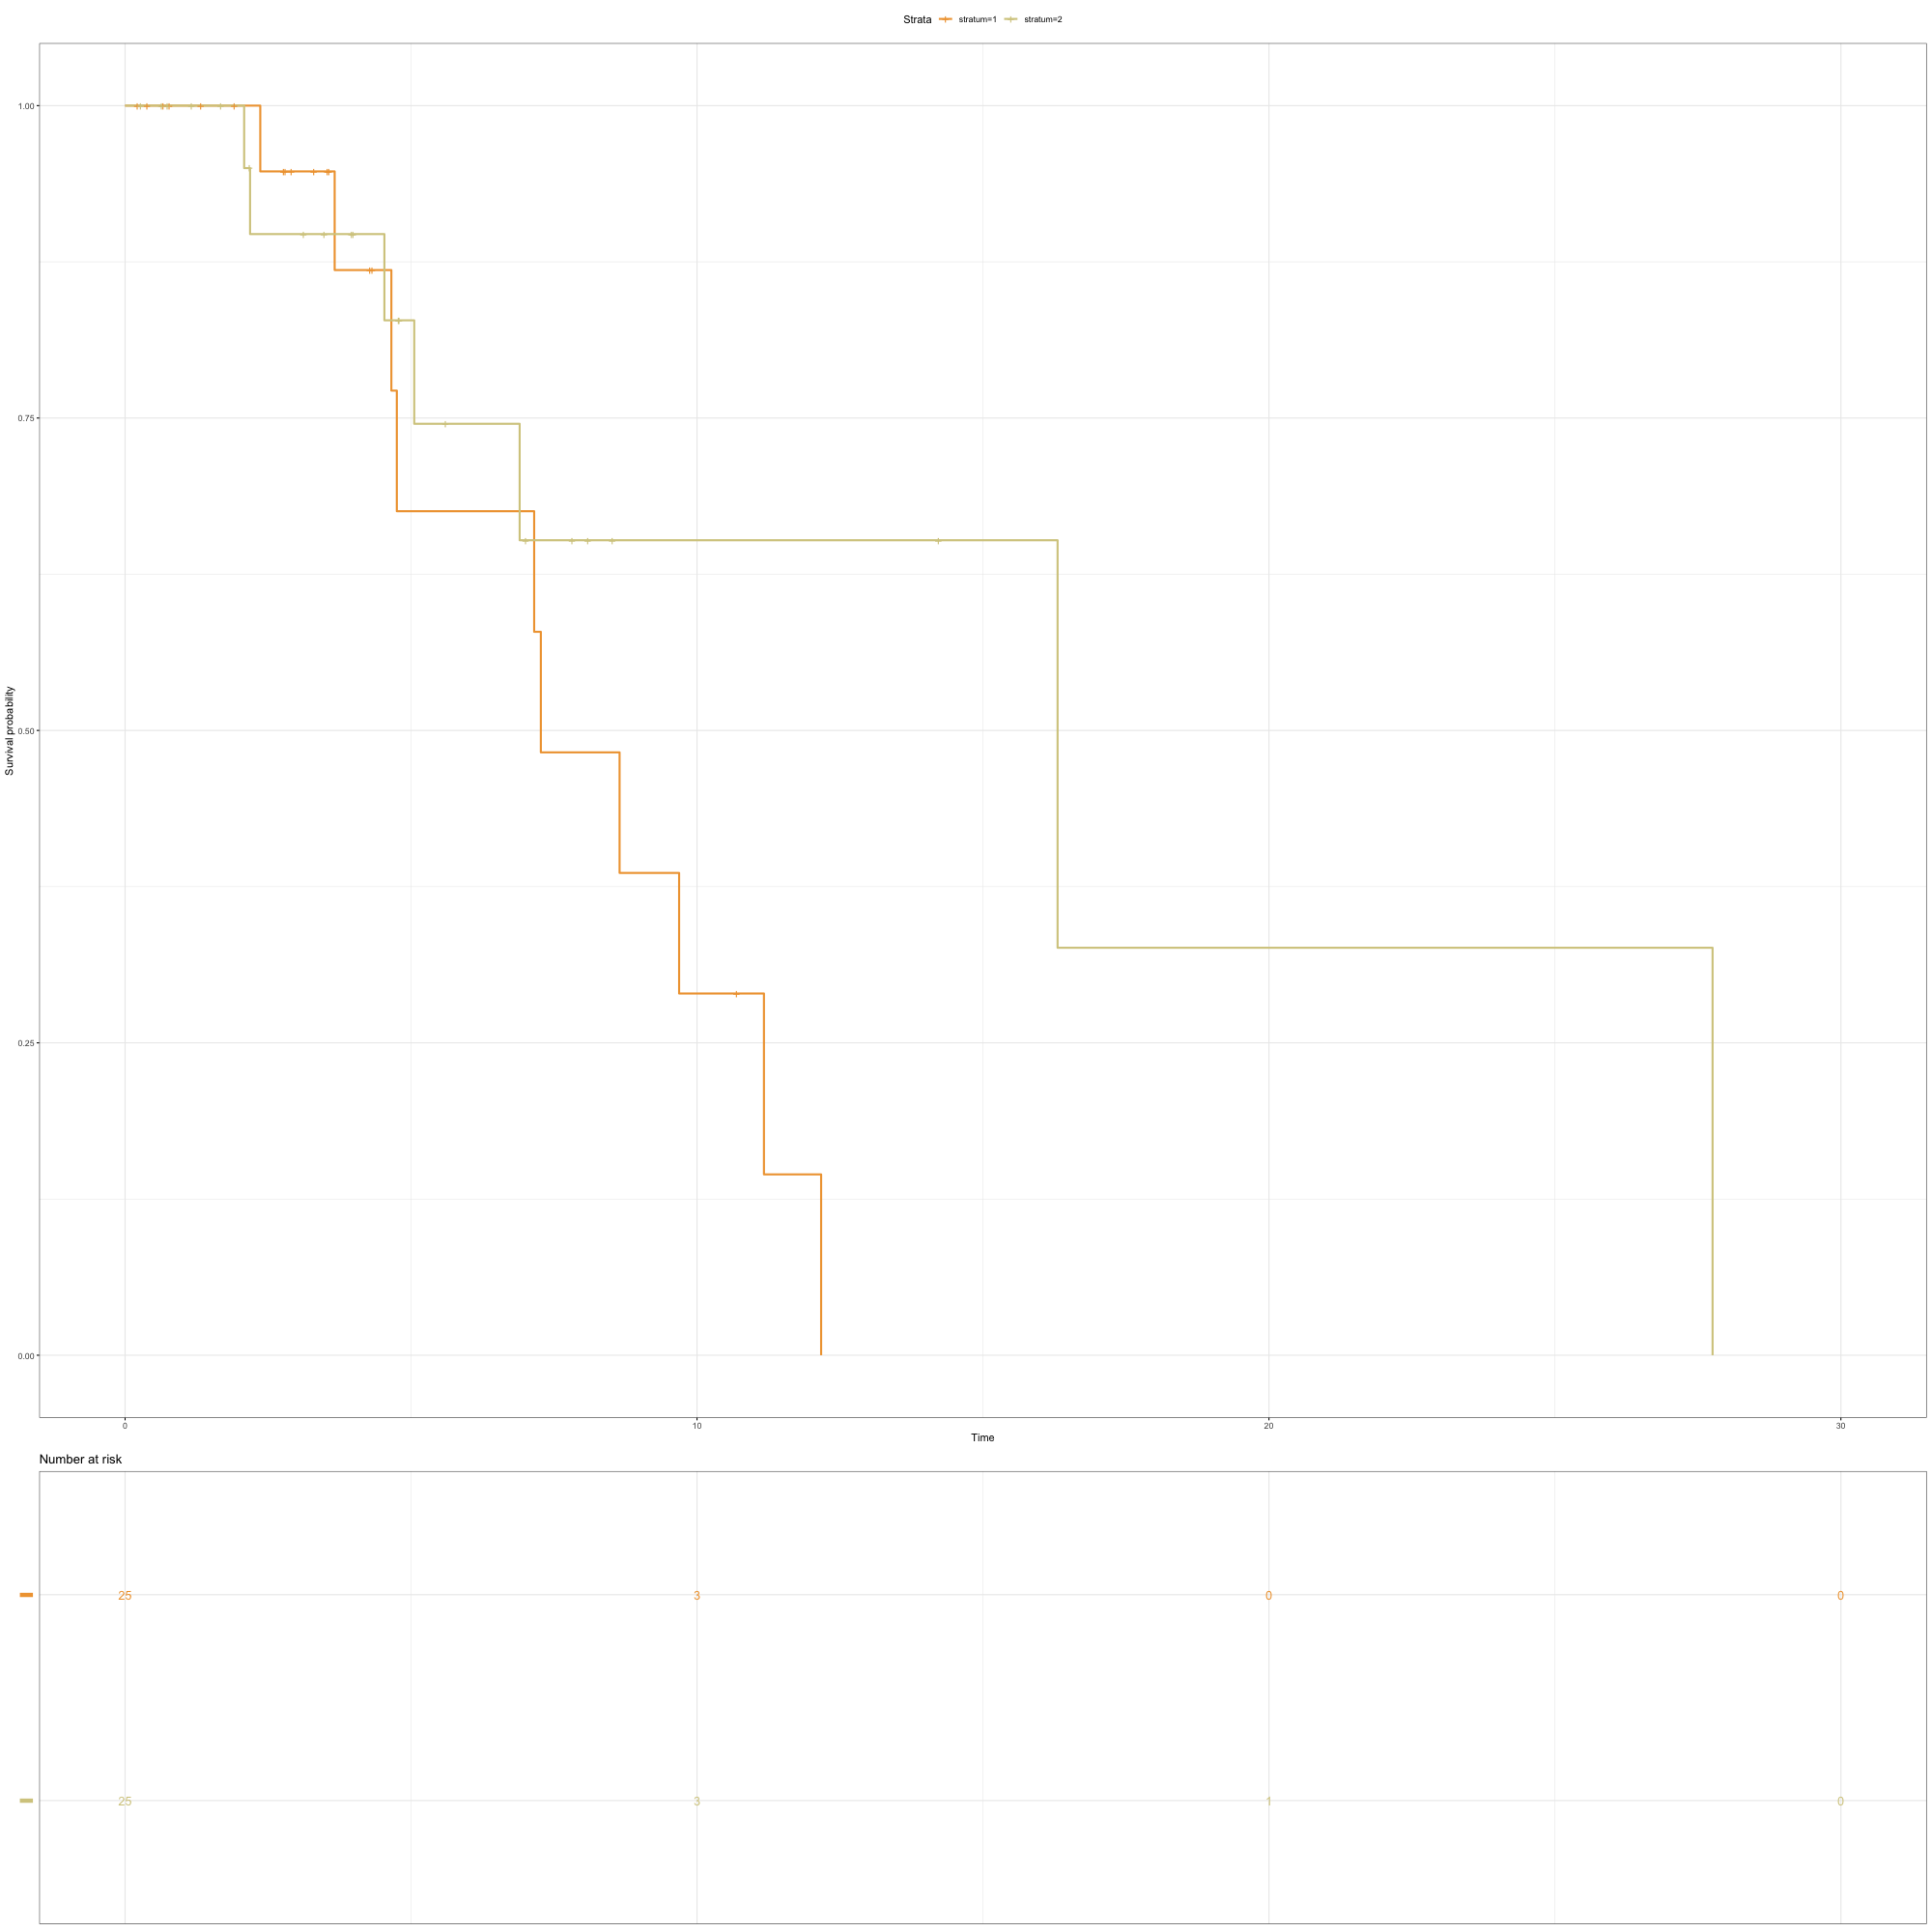 Strata stratum=1 stratum=2
1.00
0.75
0.50
0.25
0.00
Survival probability
0 10 20 30
Time
Number at risk
25 3 0 0
25 3 1 0